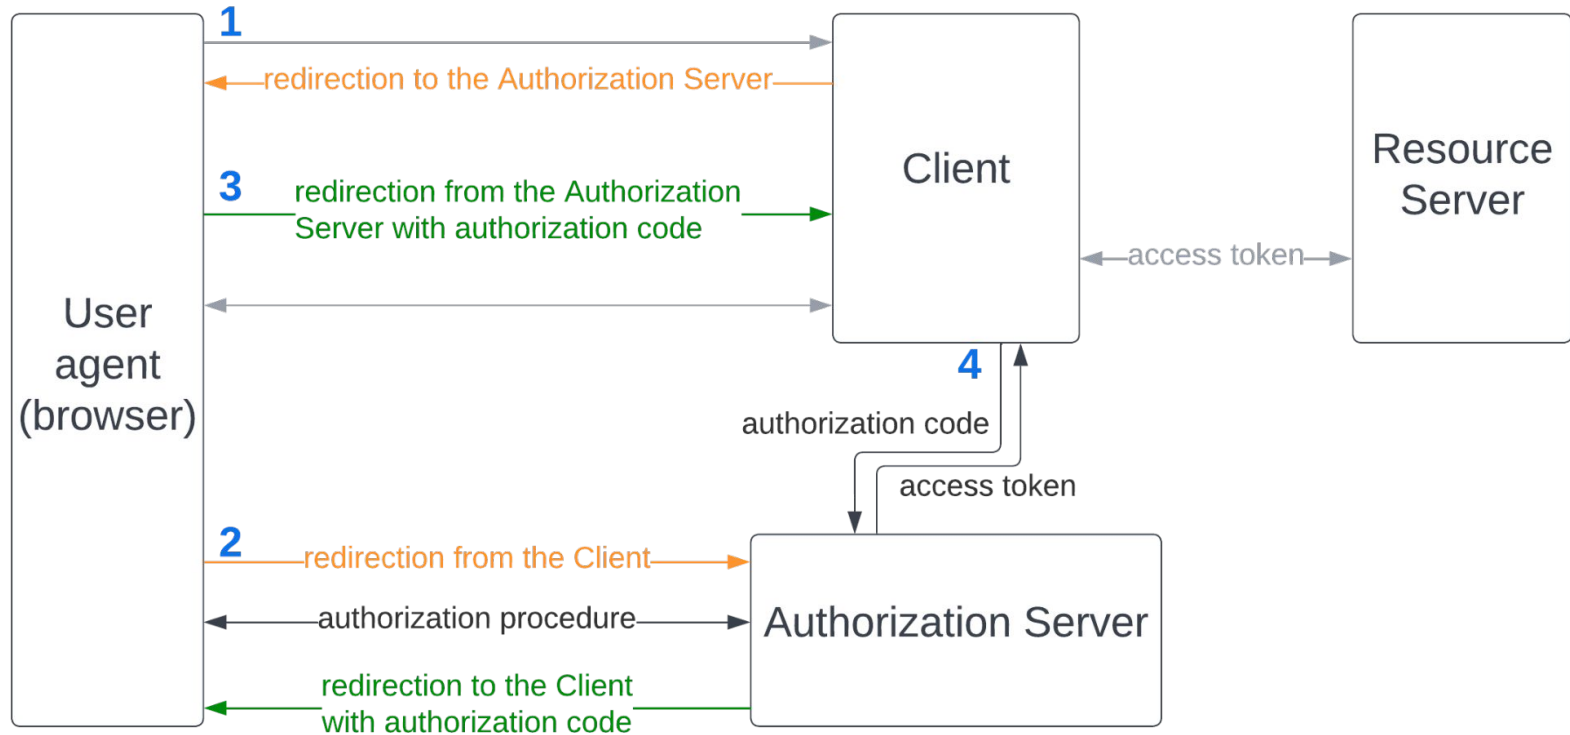 1
redirection to the Authorization Server
3
redirection from the Authorization
Server with authorization code
Client
Resource
Server
access token
User
agent
(browser)
4
authorization code
access token
2
redirection from the Client
authorization procedure
Authorization Server
redirection to the Client
with authorization code